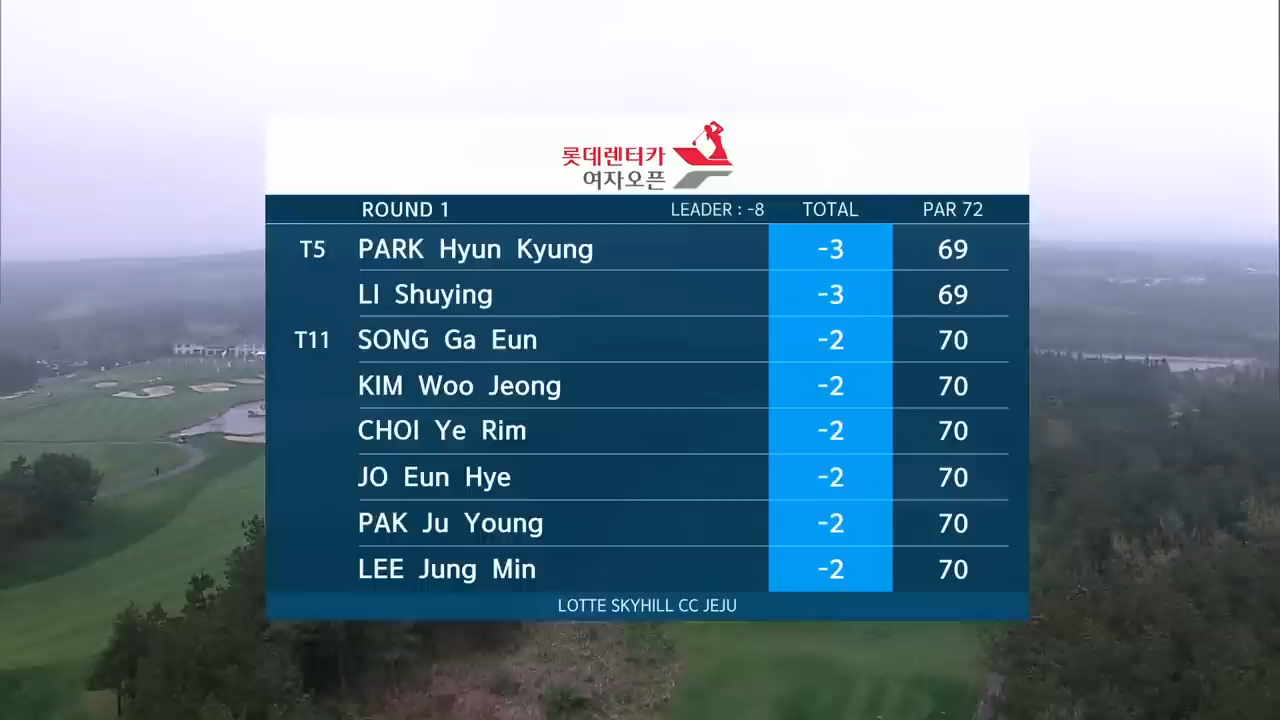 롯데렌터카
여자오픈
ROUND 1 LEADER : -8 TOTAL PAR 72
T5 PARK Hyun Kyung -3 69
LI Shuying -3 69
T11 SONG Ga Eun -2 70
KIM Woo Jeong -2 70
CHOI Ye Rim -2 70
JO Eun Hye -2 70
PAK Ju Young -2 70
LEE Jung Min -2 70
LOTTE SKYHILL CC JEJU